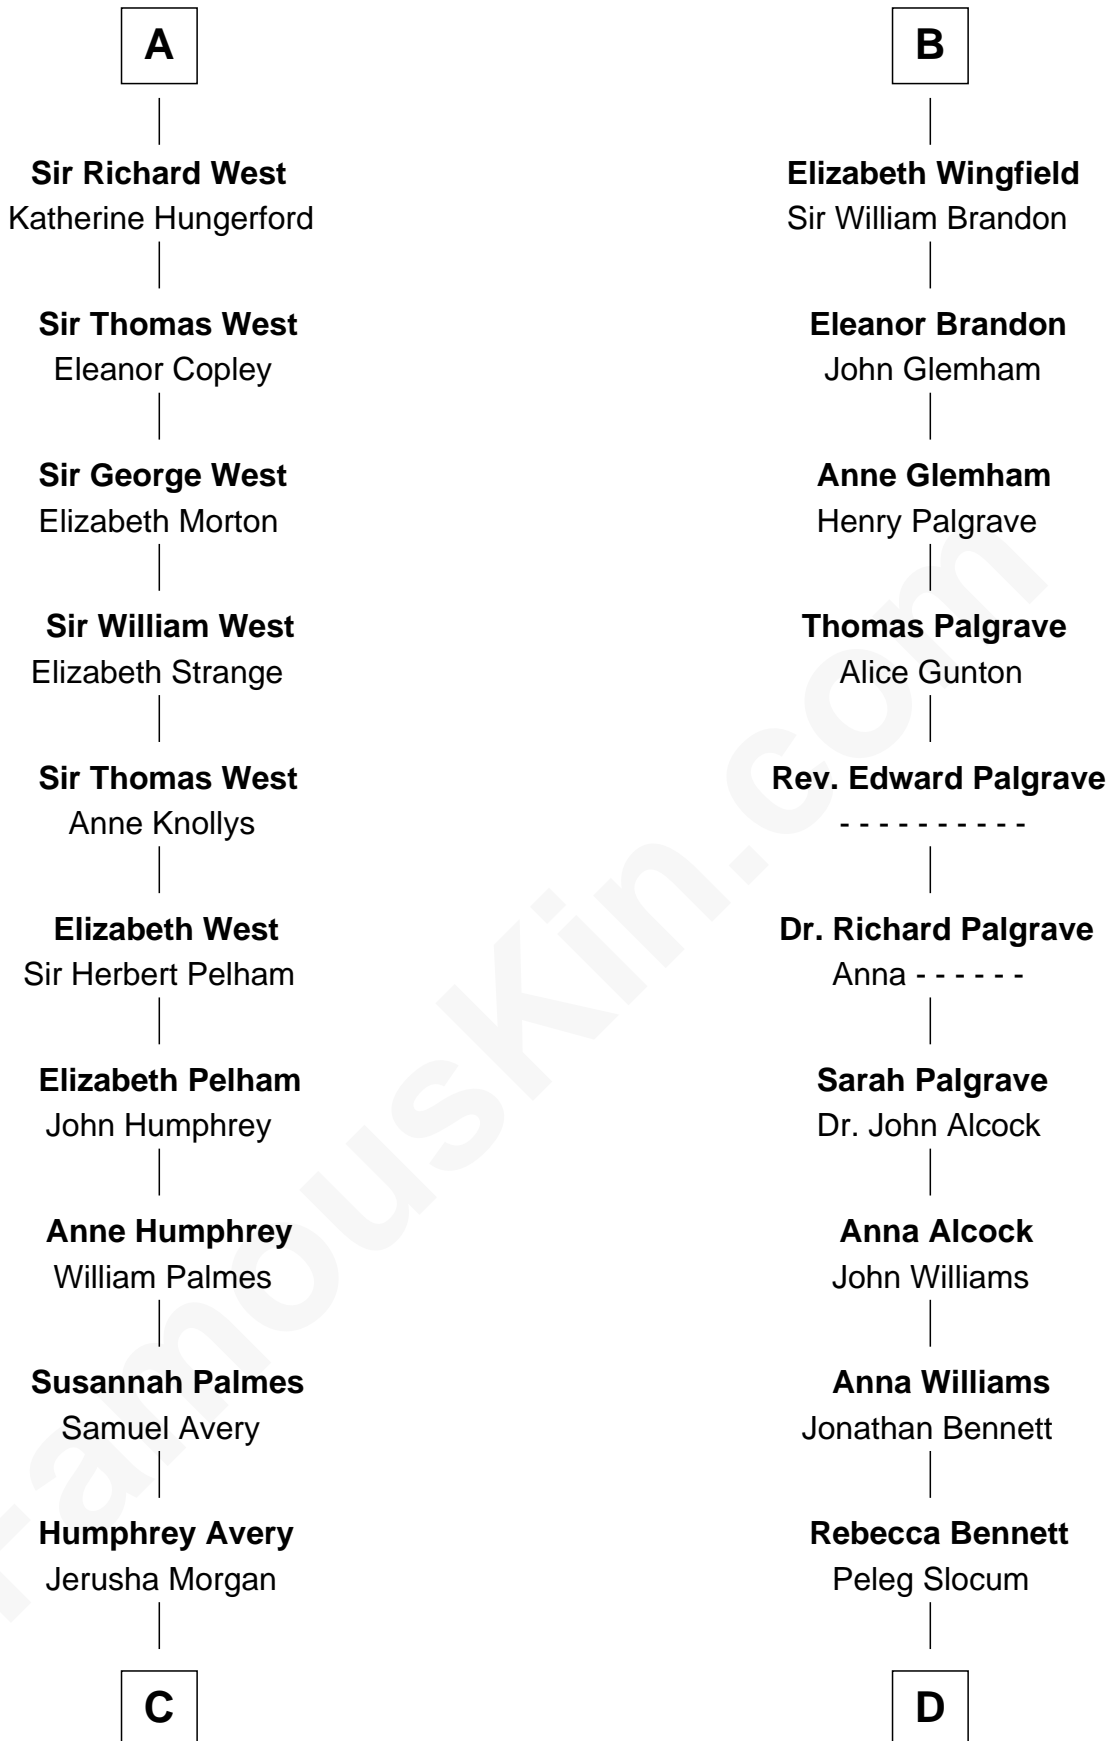 A
Sir Richard West
Katherine Hungerford
Sir Thomas West
Eleanor Copley
Sir George West
Elizabeth Morton
Sir William West
Elizabeth Strange
Sir Thomas West
Anne Knollys
Elizabeth West
Sir Herbert Pelham
Elizabeth Pelham
John Humphrey
Anne Humphrey
William Palmes
Susannah Palmes
Samuel Avery
Humphrey Avery
Jerusha Morgan
C
B
Elizabeth Wingfield
Sir William Brandon
Eleanor Brandon
John Glemham
Anne Glemham
Henry Palgrave
Thomas Palgrave
Alice Gunton
Rev. Edward Palgrave
- - - - - - - - - -
Dr. Richard Palgrave
Anna - - - - - -
Sarah Palgrave
Dr. John Alcock
Anna Alcock
John Williams
Anna Williams
Jonathan Bennett
Rebecca Bennett
Peleg Slocum
D
FamousKin.com